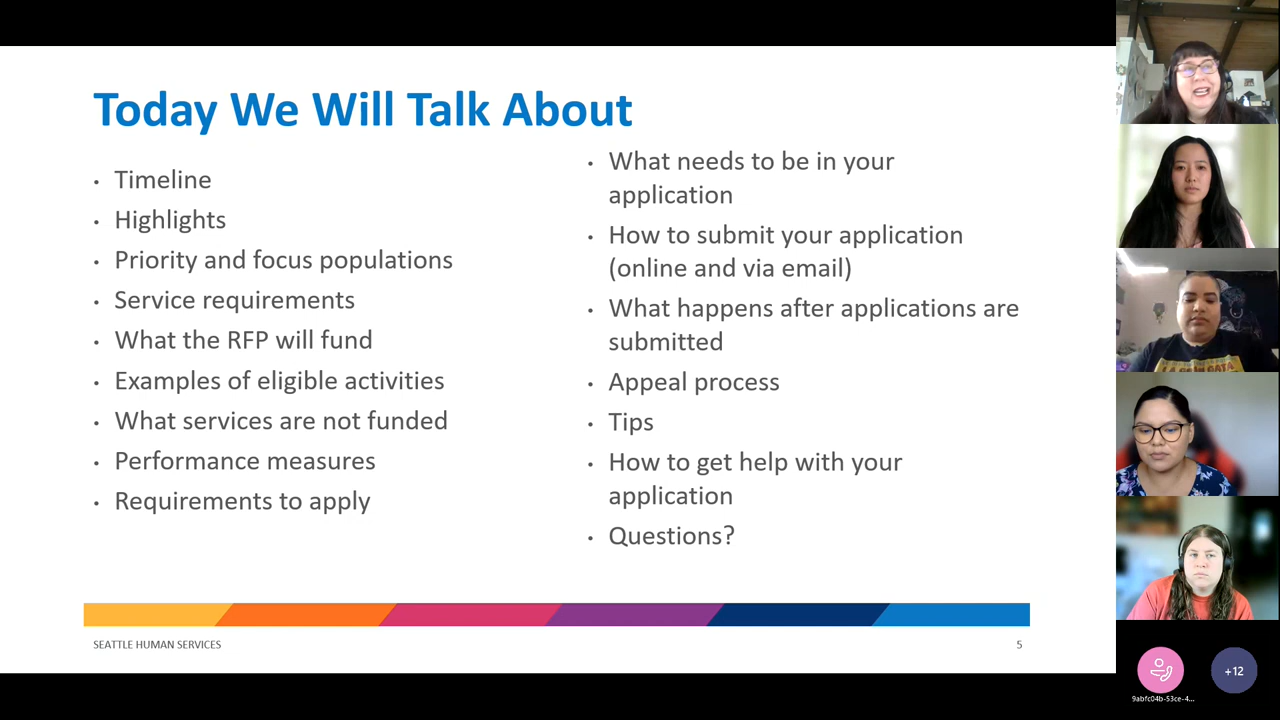 Today We Will Talk About
• Timeline
• Highlights
• Priority and focus populations
• Service requirements
• What the RFP will fund
• Examples of eligible activities
• What services are not funded
• Performance measures
• Requirements to apply
• What needs to be in your
application
• How to submit your application
(online and via email)
• What happens after applications are
submitted
• Appeal process
• Tips
• How to get help with your
application
• Questions?
SEATTLE HUMAN SERVICES
5
9abfc04b-53ce-4...
+12